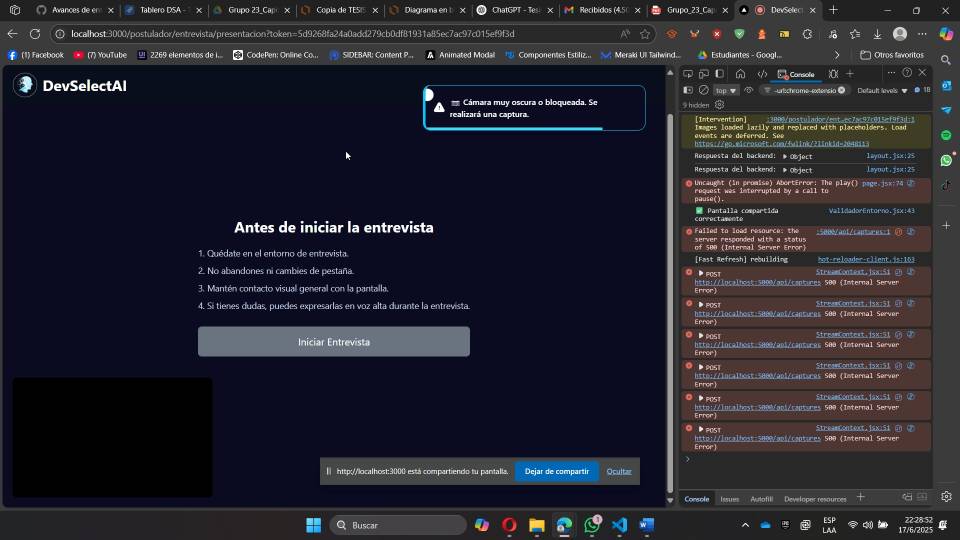 Avances de ent
Tablero DSA - T
Grupo 23_Cap
Copia de TESIS
Diagrama en b
ChatGPT - Tesi
Recibidos (4.50
Grupo_23_Cap
DevSelect
localhost:3000/postulador/entrevista/presentacion?token=5d9268fa24a0add279cb0df81931a85ec7ac97c015ef9f3d
(1) Facebook
(7) YouTube
2269 elementos de i...
CodePen: Online Co...
SIDEBAR: Content P...
Animated Modal
Componentes Estiliz...
Meraki UI Tailwind...
Estudiantes - Googl...
Otros favoritos
DevSelectAI
Cámara muy oscura o bloqueada. Se
realizará una captura.
Antes de iniciar la entrevista
1. Quédate en el entorno de entrevista.
2. No abandones ni cambies de pestaña.
3. Mantén contacto visual general con la pantalla.
4. Si tienes dudas, puedes expresarlas en voz alta durante la entrevista.
Iniciar Entrevista
http://localhost:3000 está compartiendo tu pantalla.
Dejar de compartir
Ocultar
Console
top
-url:chrome-extensio
Default levels
18
9 hidden
[Intervention] :3000/postulador/ent…ec7ac97c015ef9f3d:1
Images loaded lazily and replaced with placeholders. Load
events are deferred. See
https://go.microsoft.com/fwlink/?linkid=2048113
Respuesta del backend: ▶ Object layout.jsx:25
Respuesta del backend: ▶ Object layout.jsx:25
Uncaught (in promise) AbortError: The play() page.jsx:74
request was interrupted by a call to
pause().
✅ Pantalla compartida ValidadorEntorno.jsx:43
correctamente
Failed to load resource: the :5000/api/captures:1
server responded with a status
of 500 (Internal Server Error)
[Fast Refresh] rebuilding hot-reloader-client.js:163
▶ POST StreamContext.jsx:51
http://localhost:5000/api/captures 500 (Internal Server
Error)
▶ POST StreamContext.jsx:51
http://localhost:5000/api/captures 500 (Internal Server
Error)
▶ POST StreamContext.jsx:51
http://localhost:5000/api/captures 500 (Internal Server
Error)
▶ POST StreamContext.jsx:51
http://localhost:5000/api/captures 500 (Internal Server
Error)
▶ POST StreamContext.jsx:51
http://localhost:5000/api/captures 500 (Internal Server
Error)
▶ POST StreamContext.jsx:51
http://localhost:5000/api/captures 500 (Internal Server
Error)
Console
Issues
Autofill
Developer resources
Buscar
ESP
LAA
22:28:52
17/6/2025